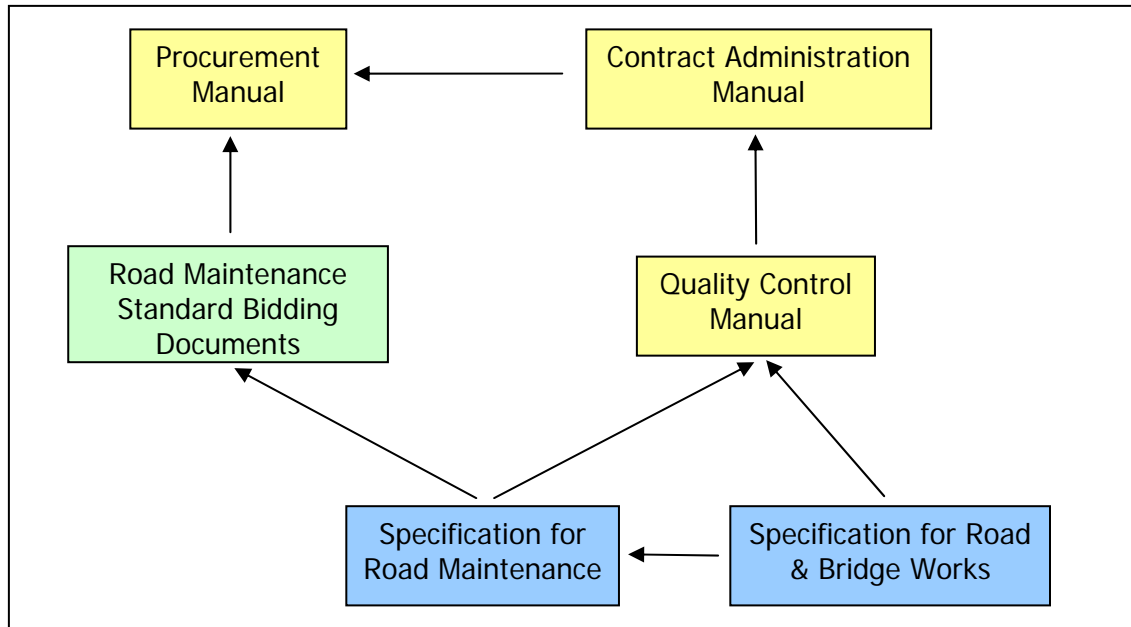 Procurement
Manual
Contract Administration
Manual
Road Maintenance
Standard Bidding
Documents
Quality Control
Manual
Specification for
Road Maintenance
Specification for Road
& Bridge Works